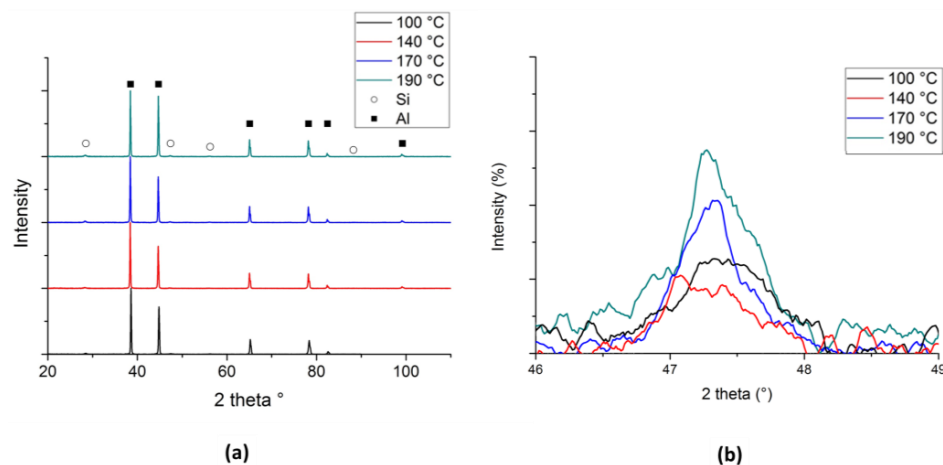 100 °C
140 °C
170 °C
190 °C
Si
Al
Intensity
20 40 60 80 100
2 theta °
(a)
100 °C
140 °C
170 °C
190 °C
Intensity (%)
46 47 48 49
2 theta (°)
(b)